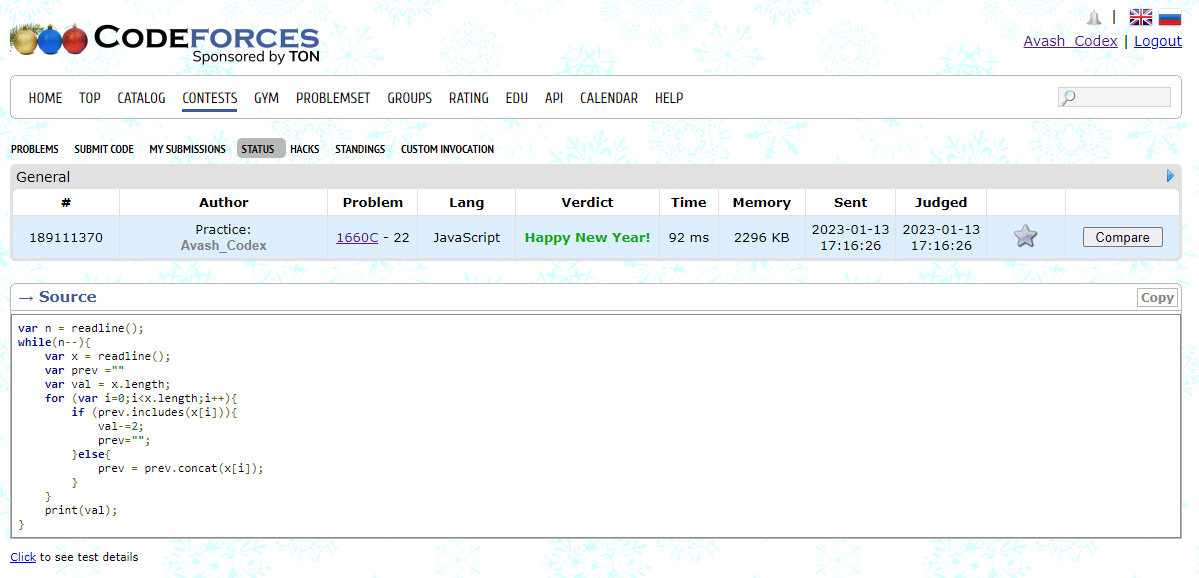 CODEFORCES
Sponsored by TON
|
Avash_Codex | Logout
HOME TOP CATALOG CONTESTS GYM PROBLEMSET GROUPS RATING EDU API CALENDAR HELP
PROBLEMS SUBMIT CODE MY SUBMISSIONS STATUS HACKS STANDINGS CUSTOM INVOCATION
General
# Author Problem Lang Verdict Time Memory Sent Judged
189111370 Practice: Avash_Codex 1660C - 22 JavaScript Happy New Year! 92 ms 2296 KB 2023-01-13 17:16:26 2023-01-13 17:16:26 Compare
→ Source Copy
var n = readline();
while(n--){
    var x = readline();
    var prev =""
    var val = x.length;
    for (var i=0;i<x.length;i++){
        if (prev.includes(x[i])){
            val-=2;
            prev="";
        }else{
            prev = prev.concat(x[i]);
        }
    }
    print(val);
}
Click to see test details